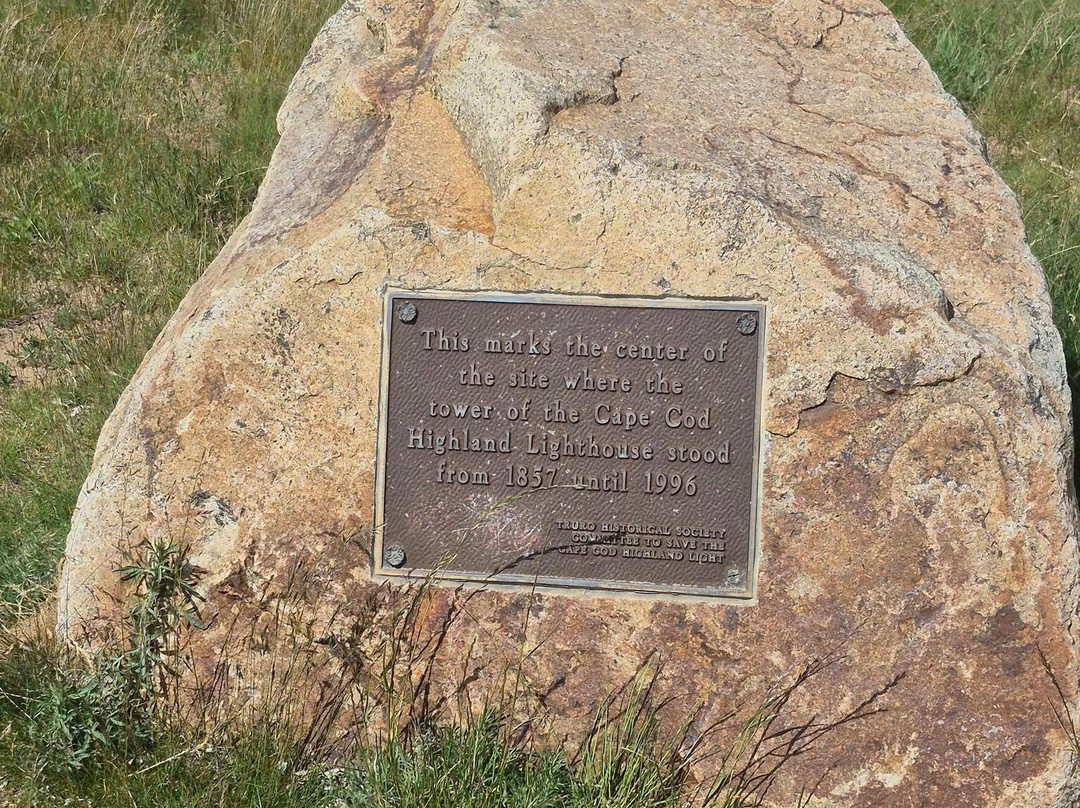 This marks the center of
the site where the
tower of the Cape Cod
Highland Lighthouse stood
from 1857 until 1996
TRURO HISTORICAL SOCIETY
COMMITTEE TO SAVE THE
CAPE COD HIGHLAND LIGHT